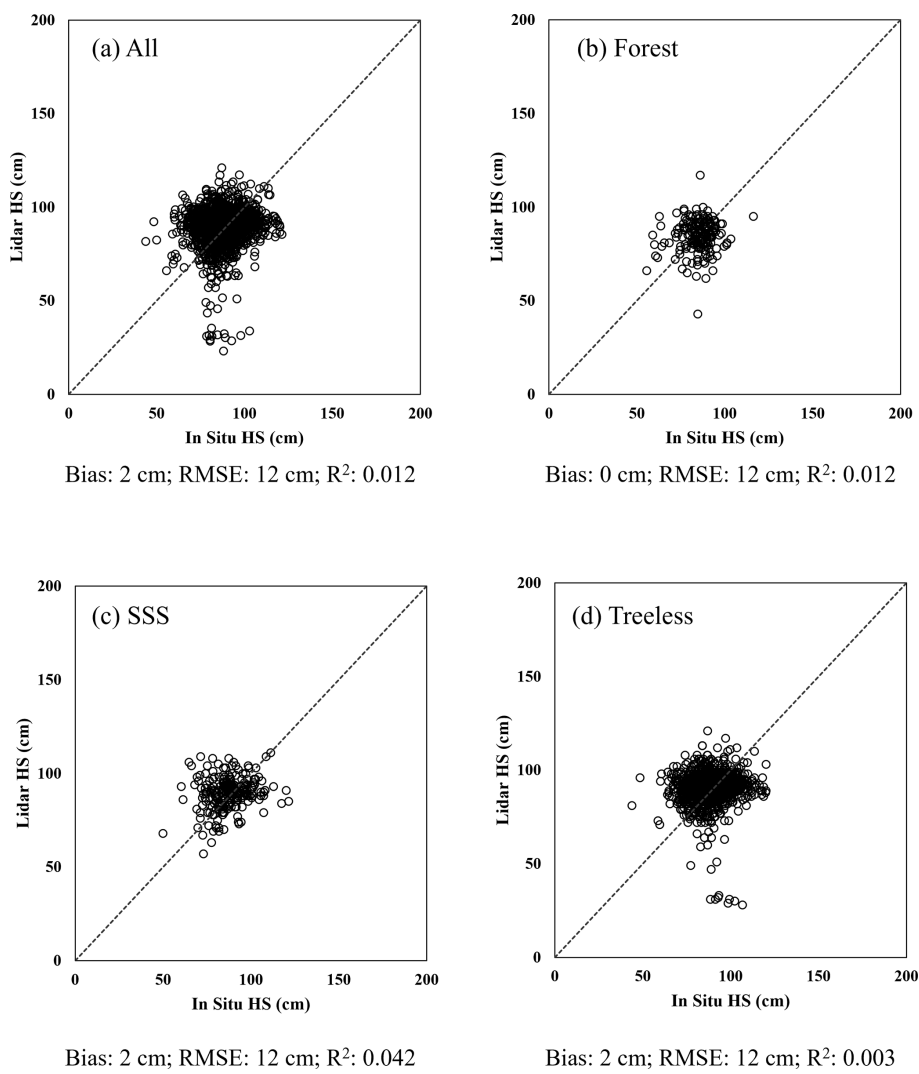 (a) All
200
150
100
50
0
0 50 100 150 200
Lidar HS (cm)
In Situ HS (cm)
Bias: 2 cm; RMSE: 12 cm; R²: 0.012
(b) Forest
200
150
100
50
0
0 50 100 150 200
Lidar HS (cm)
In Situ HS (cm)
Bias: 0 cm; RMSE: 12 cm; R²: 0.012
(c) SSS
200
150
100
50
0
0 50 100 150 200
Lidar HS (cm)
In Situ HS (cm)
Bias: 2 cm; RMSE: 12 cm; R²: 0.042
(d) Treeless
200
150
100
50
0
0 50 100 150 200
Lidar HS (cm)
In Situ HS (cm)
Bias: 2 cm; RMSE: 12 cm; R²: 0.003